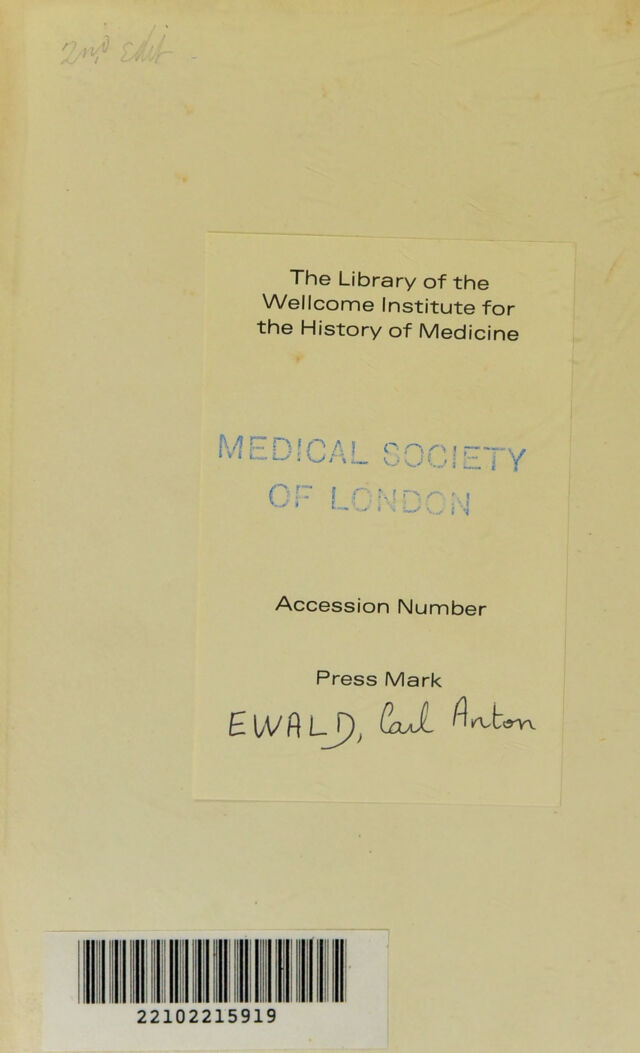 2nd Edit -
The Library of the
Wellcome Institute for
the History of Medicine
MEDICAL SOCIETY
OF LONDON
Accession Number
Press Mark
EWALD, Carl Anton
22102215919